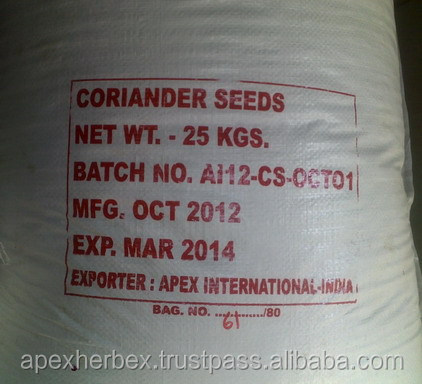 CORIANDER SEEDS
NET WT. - 25 KGS.
BATCH NO. AI12-CS-OCT01
MFG. OCT 2012
EXP. MAR 2014
EXPORTER : APEX INTERNATIONAL-INDIA
BAG. NO. ....61......../80
apexherbex.trustpass.alibaba.com